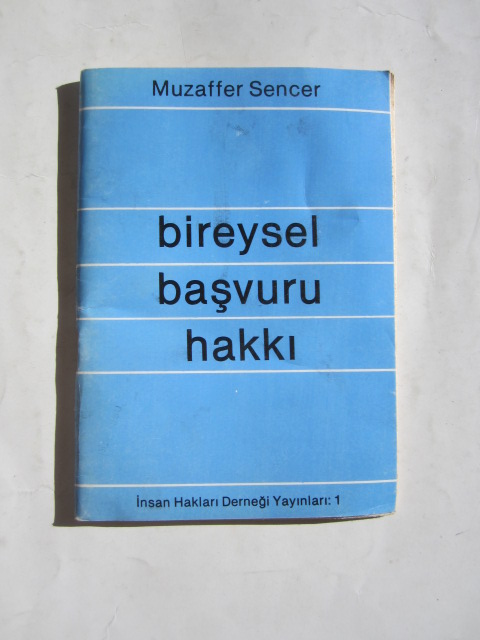 Muzaffer Sencer
bireysel
başvuru
hakkı
İnsan Hakları Derneği Yayınları: 1